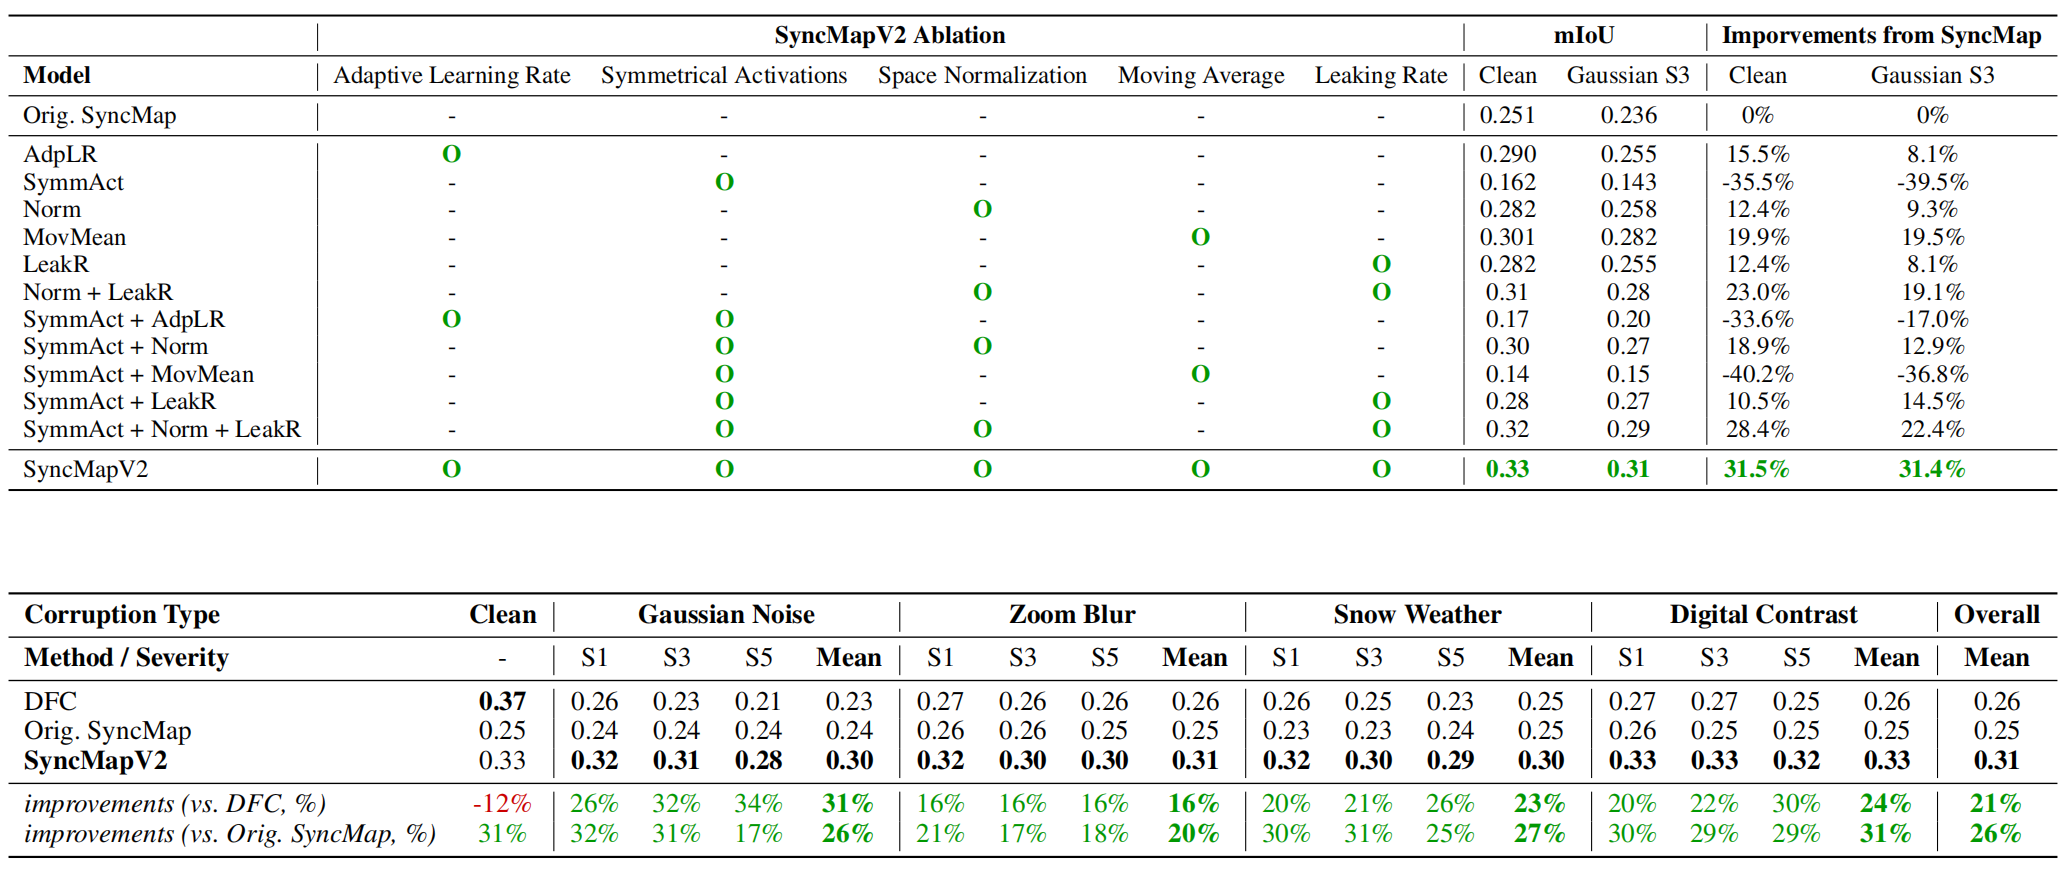 SyncMapV2 Ablation mIoU Imporvements from SyncMap
Model Adaptive Learning Rate Symmetrical Activations Space Normalization Moving Average Leaking Rate Clean Gaussian S3 Clean Gaussian S3
Orig. SyncMap - - - - - 0.251 0.236 0% 0%
AdpLR O - - - - 0.290 0.255 15.5% 8.1%
SymmAct - O - - - 0.162 0.143 -35.5% -39.5%
Norm - - O - - 0.282 0.258 12.4% 9.3%
MovMean - - - O - 0.301 0.282 19.9% 19.5%
LeakR - - - - O 0.282 0.255 12.4% 8.1%
Norm + LeakR - - O - O 0.31 0.28 23.0% 19.1%
SymmAct + AdpLR O O - - - 0.17 0.20 -33.6% -17.0%
SymmAct + Norm - O O - - 0.30 0.27 18.9% 12.9%
SymmAct + MovMean - O - O - 0.14 0.15 -40.2% -36.8%
SymmAct + LeakR - O - - O 0.28 0.27 10.5% 14.5%
SymmAct + Norm + LeakR - O O - O 0.32 0.29 28.4% 22.4%
SyncMapV2 O O O O O 0.33 0.31 31.5% 31.4%
Corruption Type Clean Gaussian Noise Zoom Blur Snow Weather Digital Contrast Overall
Method / Severity - S1 S3 S5 Mean S1 S3 S5 Mean S1 S3 S5 Mean S1 S3 S5 Mean Mean
DFC 0.37 0.26 0.23 0.21 0.23 0.27 0.26 0.26 0.26 0.26 0.25 0.23 0.25 0.27 0.27 0.25 0.26 0.26
Orig. SyncMap 0.25 0.24 0.24 0.24 0.24 0.26 0.26 0.25 0.25 0.23 0.23 0.24 0.25 0.26 0.25 0.25 0.25 0.25
SyncMapV2 0.33 0.32 0.31 0.28 0.30 0.32 0.30 0.30 0.31 0.32 0.30 0.29 0.30 0.33 0.33 0.32 0.33 0.31
improvements (vs. DFC, %) -12% 26% 32% 34% 31% 16% 16% 16% 16% 20% 21% 26% 23% 20% 22% 30% 24% 21%
improvements (vs. Orig. SyncMap, %) 31% 32% 31% 17% 26% 21% 17% 18% 20% 30% 31% 25% 27% 30% 29% 29% 31% 26%